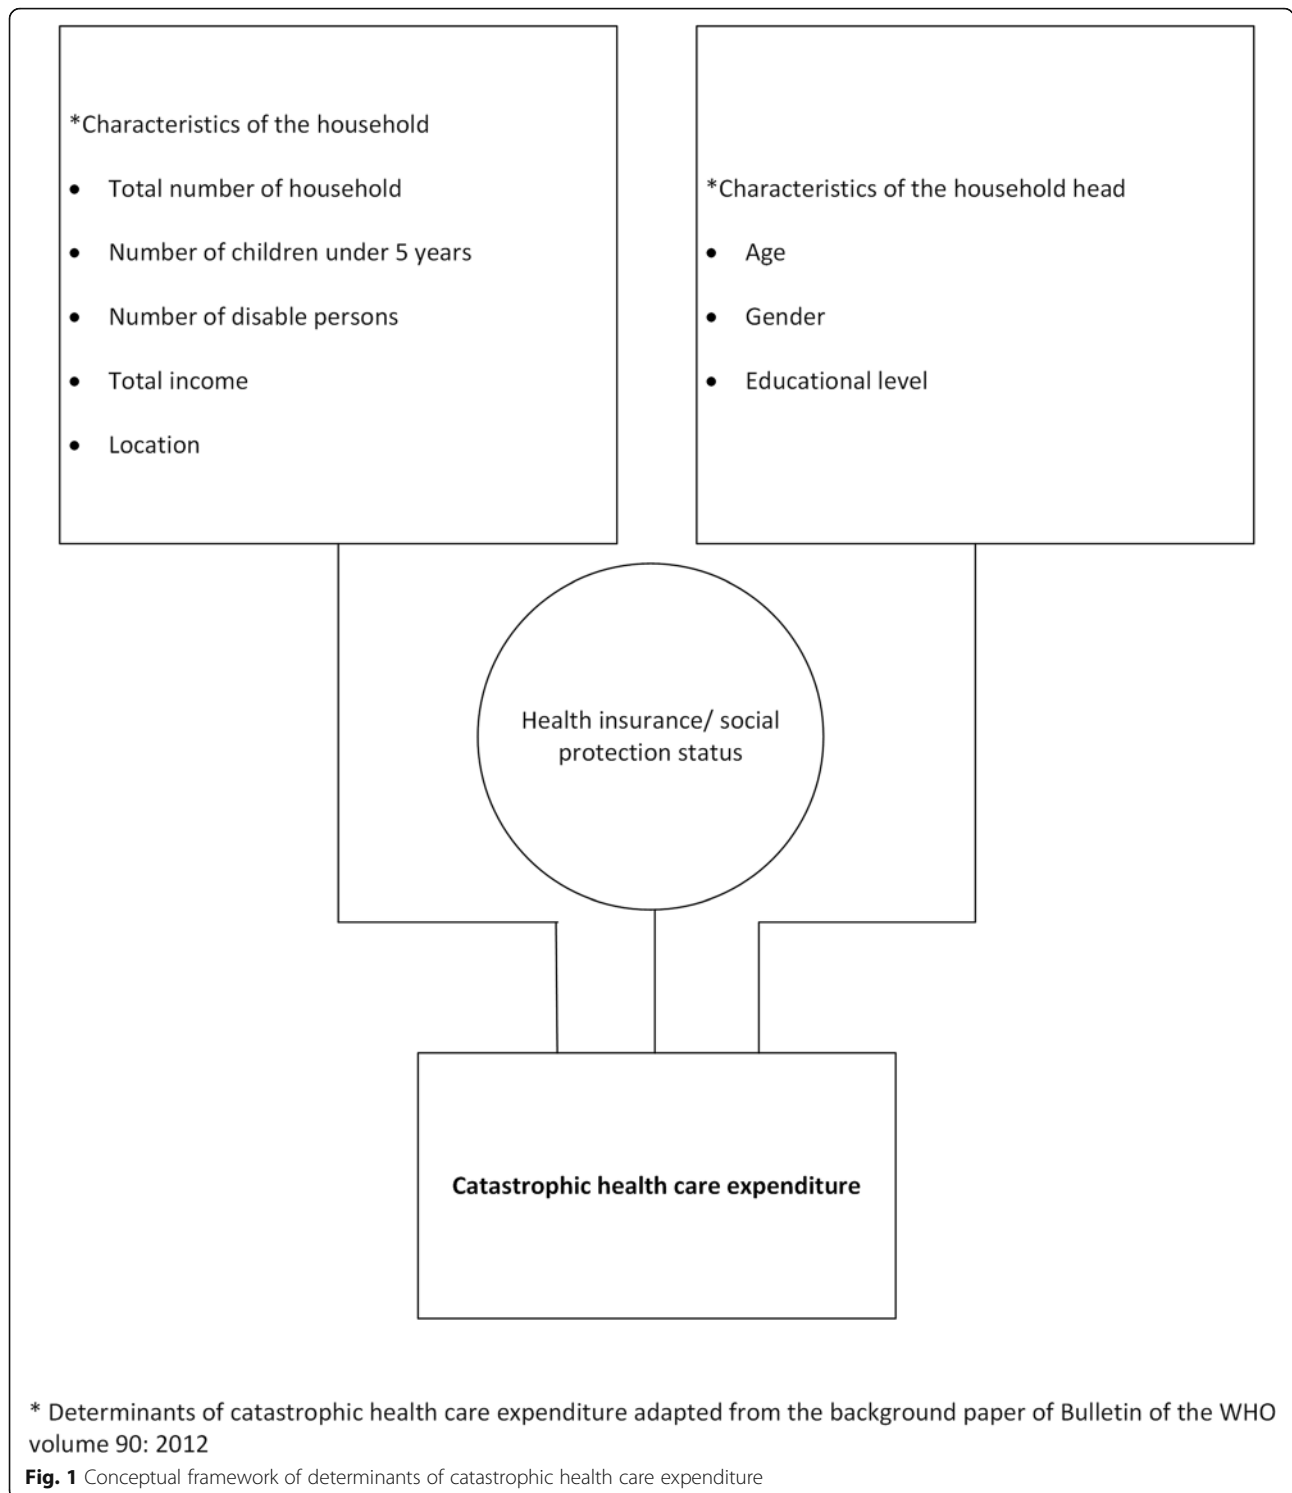 *Characteristics of the household
• Total number of household
• Number of children under 5 years
• Number of disable persons
• Total income
• Location
*Characteristics of the household head
• Age
• Gender
• Educational level
Health insurance/ social
protection status
Catastrophic health care expenditure
* Determinants of catastrophic health care expenditure adapted from the background paper of Bulletin of the WHO
volume 90: 2012
Fig. 1 Conceptual framework of determinants of catastrophic health care expenditure